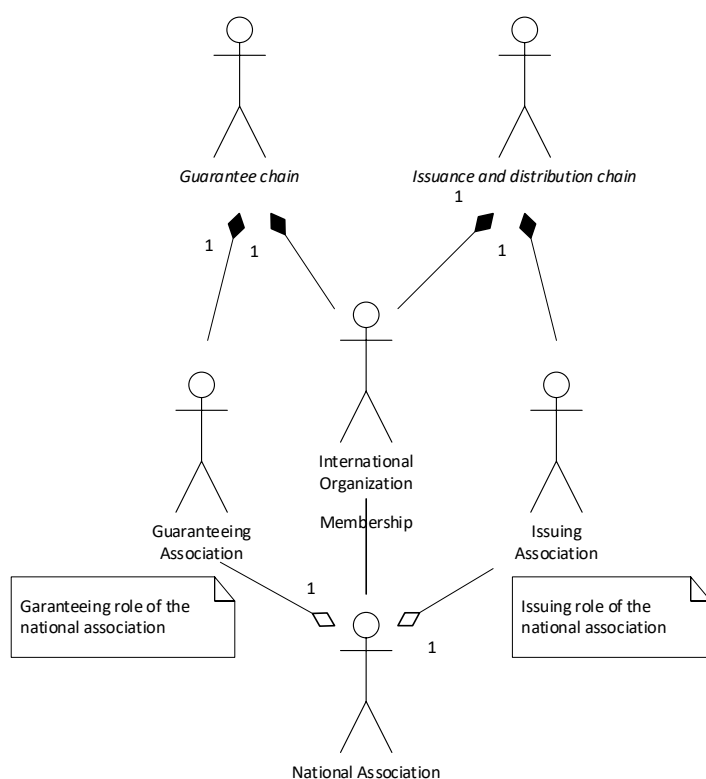 Guarantee chain
Issuance and distribution chain
1
1
1
1
International
Organization
Membership
Guaranteeing
Association
Issuing
Association
1
Garanteeing role of the
national association
Issuing role of the
national association
1
National Association